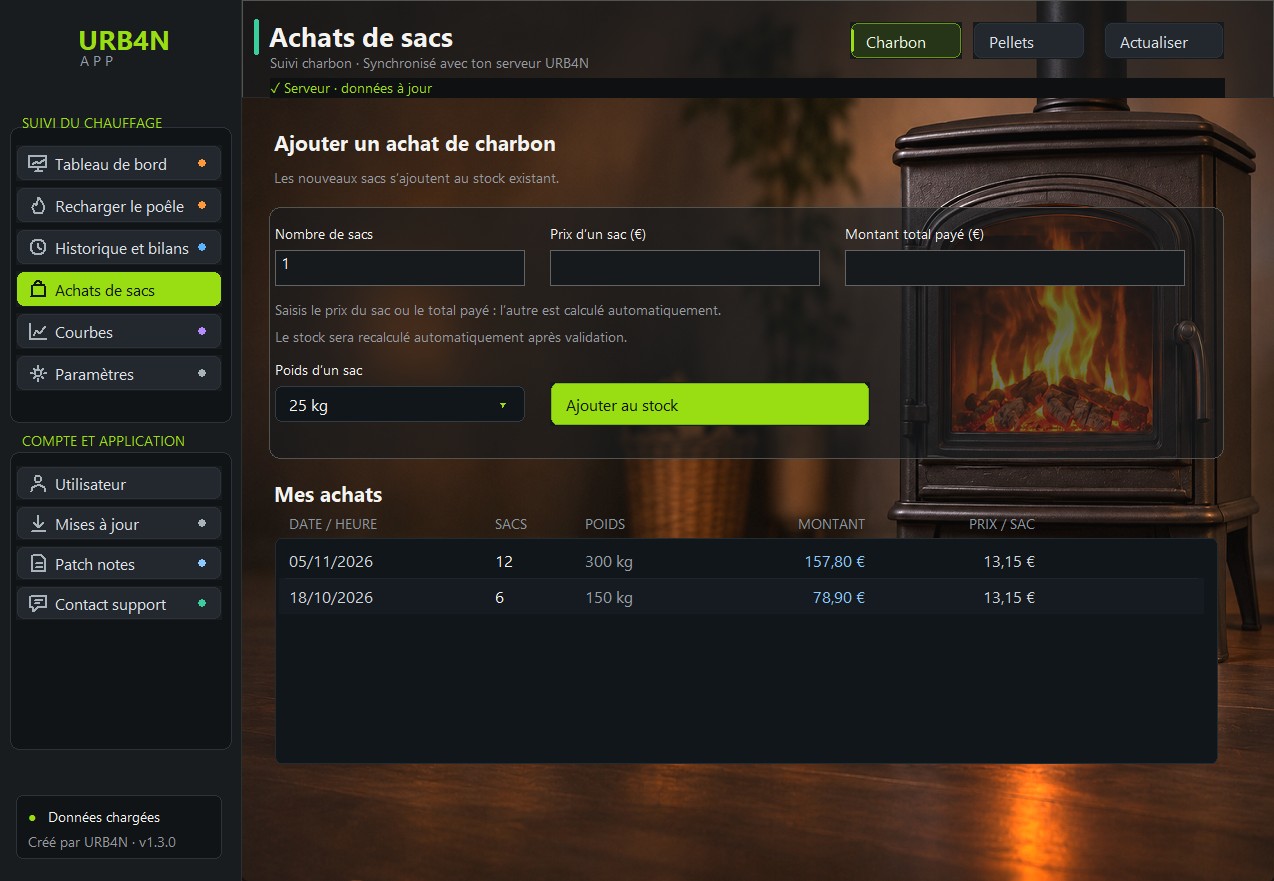 URB4N
APP
SUIVI DU CHAUFFAGE
Tableau de bord
Recharger le poêle
Historique et bilans
Achats de sacs
Courbes
Paramètres
COMPTE ET APPLICATION
Utilisateur
Mises à jour
Patch notes
Contact support
Données chargées
Créé par URB4N · v1.3.0
Achats de sacs
Suivi charbon · Synchronisé avec ton serveur URB4N
✓ Serveur · données à jour
Charbon
Pellets
Actualiser
Ajouter un achat de charbon
Les nouveaux sacs s'ajoutent au stock existant.
Nombre de sacs
Prix d'un sac (€)
Montant total payé (€)
1
Saisis le prix du sac ou le total payé : l'autre est calculé automatiquement.
Le stock sera recalculé automatiquement après validation.
Poids d'un sac
25 kg
Ajouter au stock
Mes achats
DATE / HEURE SACS POIDS MONTANT PRIX / SAC
05/11/2026 12 300 kg 157,80 € 13,15 €
18/10/2026 6 150 kg 78,90 € 13,15 €